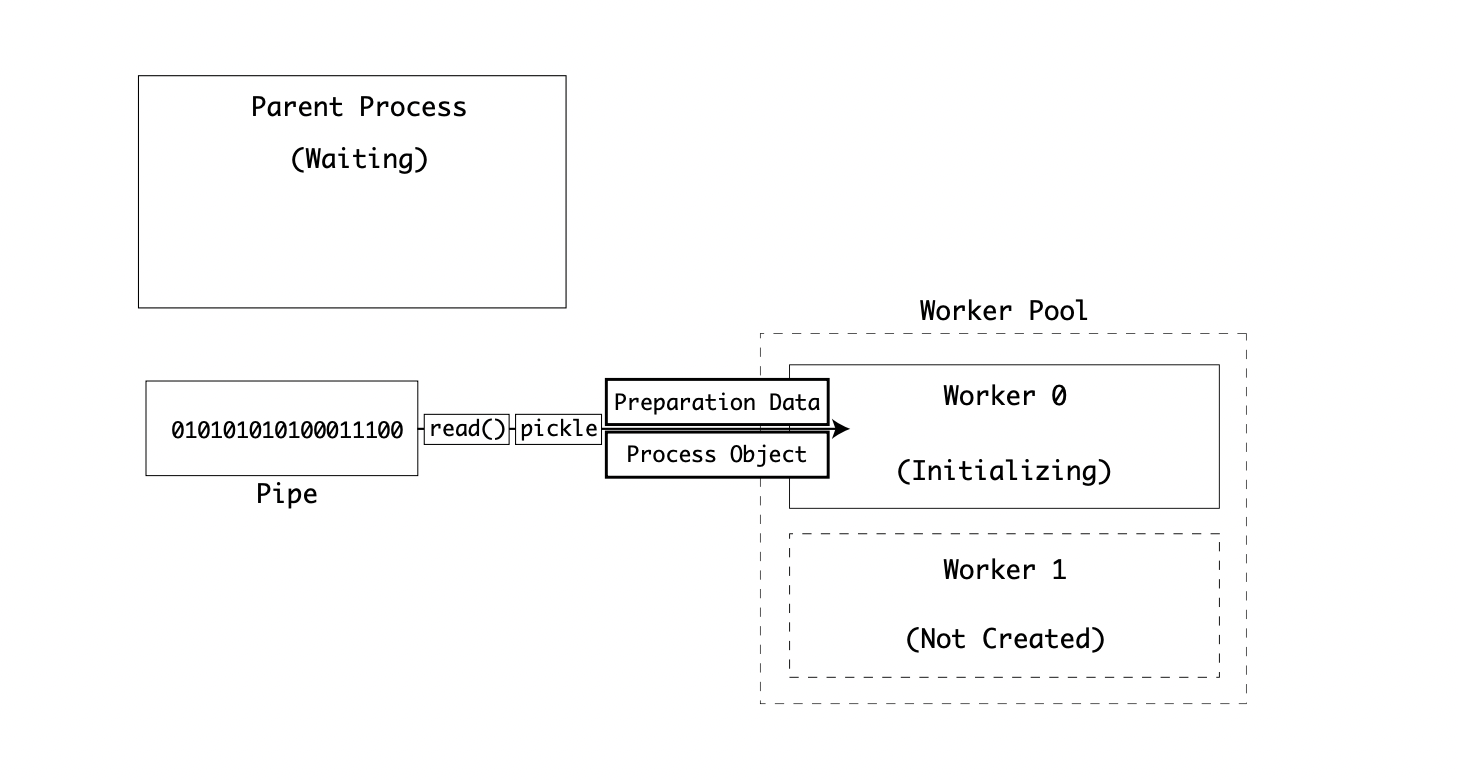 Parent Process
(Waiting)
Worker Pool
Preparation Data
Worker 0
010101010100011100
read()
pickle
Process Object
(Initializing)
Pipe
Worker 1
(Not Created)